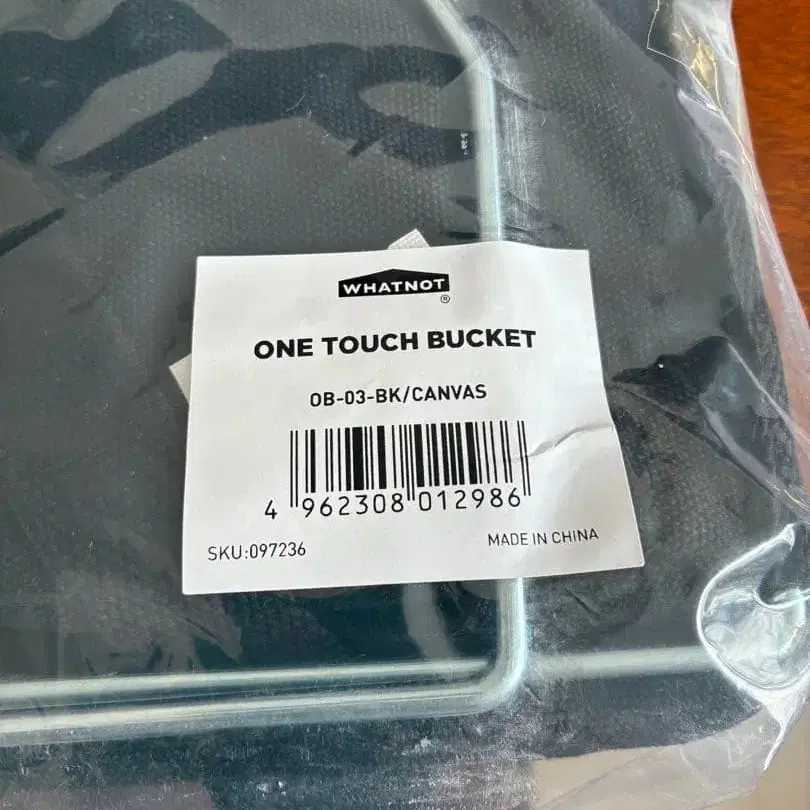 WHATNOT
®
ONE TOUCH BUCKET
OB-03-BK/CANVAS
4 962308 012986
SKU:097236
MADE IN CHINA